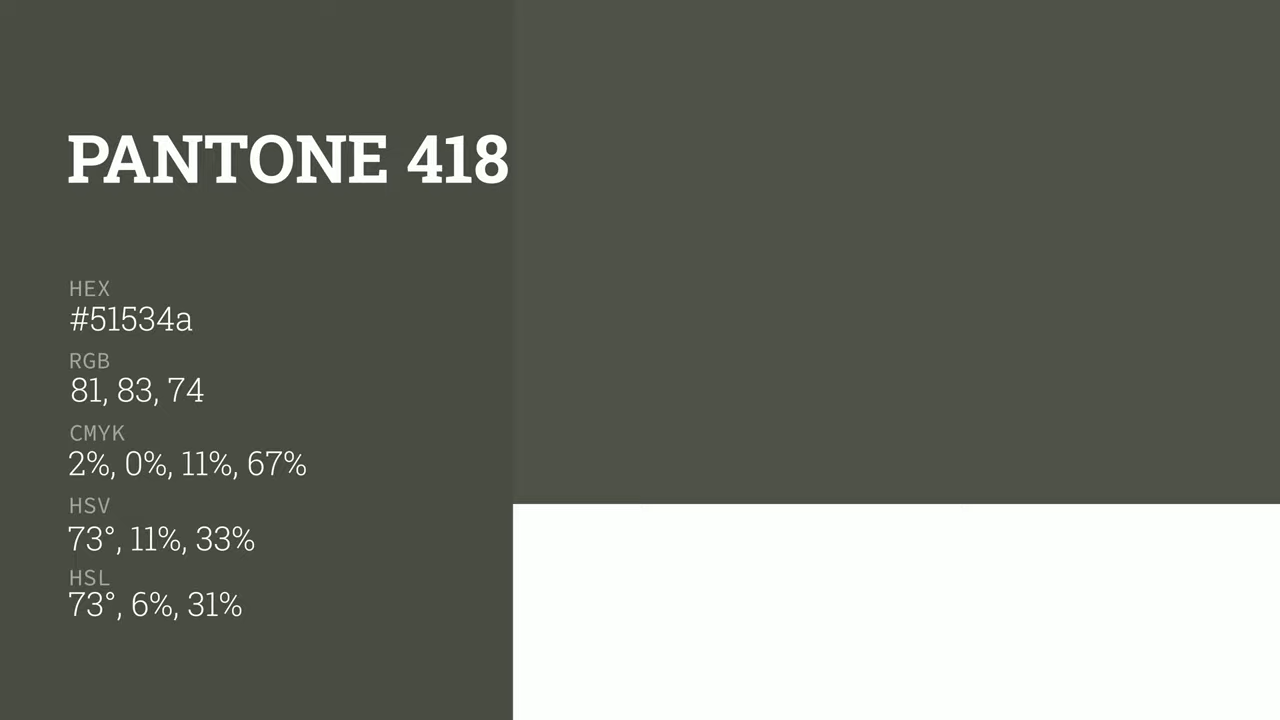 PANTONE 418
HEX
#51534a
RGB
81, 83, 74
CMYK
2%, 0%, 11%, 67%
HSV
73°, 11%, 33%
HSL
73°, 6%, 31%